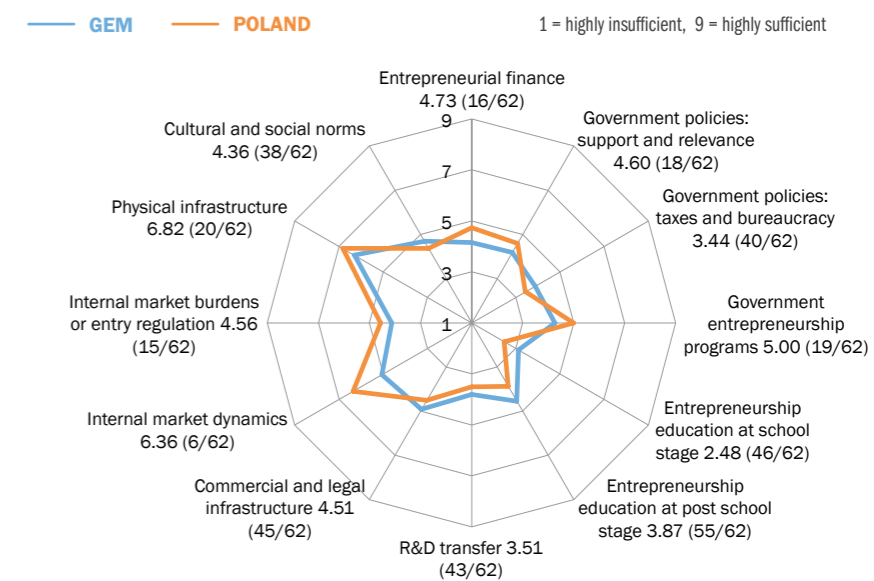 GEM POLAND 1 = highly insufficient, 9 = highly sufficient
Entrepreneurial finance
4.73 (16/62)
Government policies:
support and relevance
4.60 (18/62)
Government policies:
taxes and bureaucracy
3.44 (40/62)
Government
entrepreneurship
programs 5.00 (19/62)
Entrepreneurship
education at school
stage 2.48 (46/62)
Entrepreneurship
education at post school
stage 3.87 (55/62)
R&D transfer 3.51
(43/62)
Commercial and legal
infrastructure 4.51
(45/62)
Internal market dynamics
6.36 (6/62)
Internal market burdens
or entry regulation 4.56
(15/62)
Physical infrastructure
6.82 (20/62)
Cultural and social norms
4.36 (38/62)
9
7
5
3
1